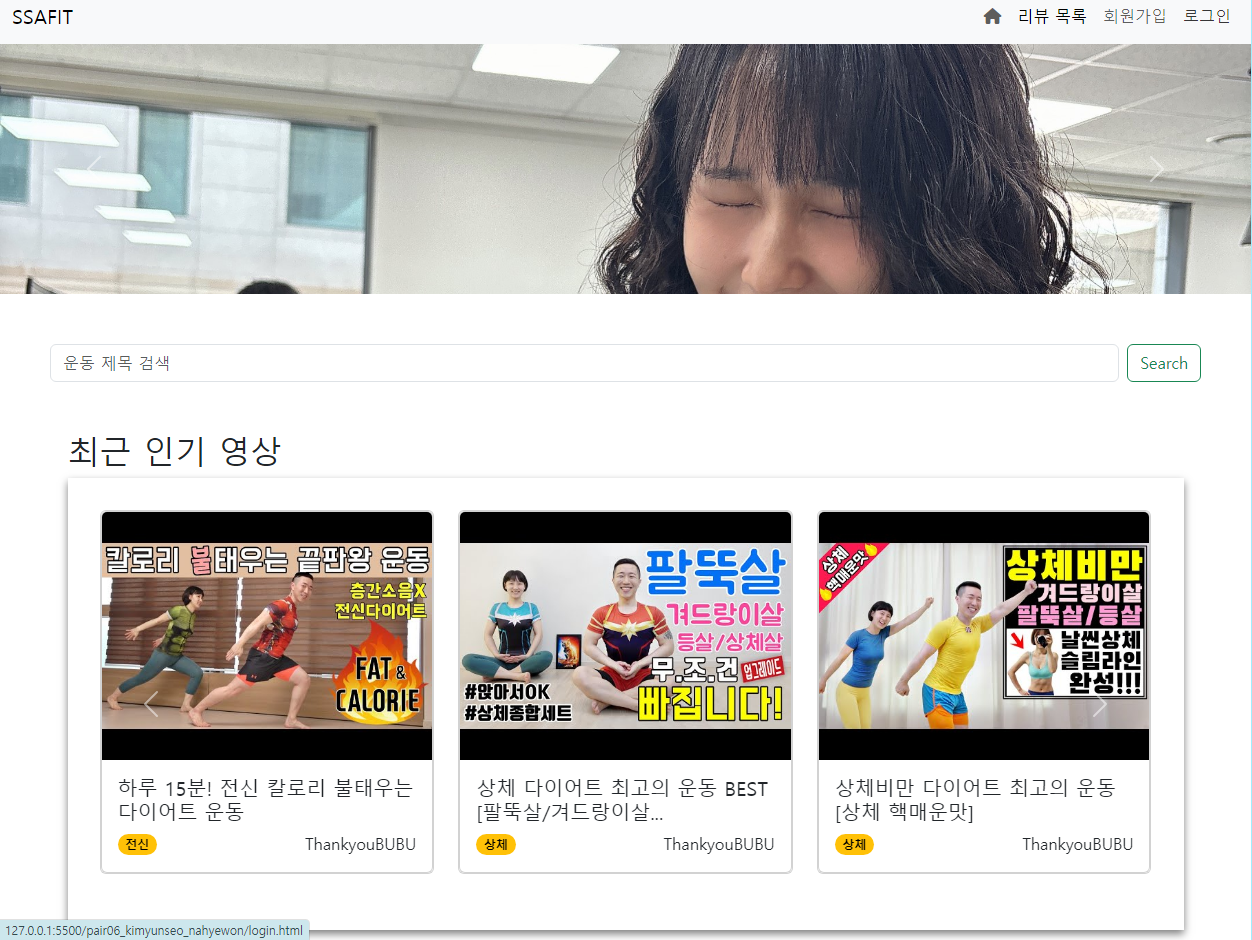 SSAFIT
리뷰 목록 회원가입 로그인
운동 제목 검색
Search
최근 인기 영상
칼로리 불태우는 끝판왕 운동
층간소음X
전신다이어트
FAT &
CALORIE
하루 15분! 전신 칼로리 불태우는
다이어트 운동
전신 ThankyouBUBU
팔뚝살
겨드랑이살
등살/상체살
무.조.건 업그레이드
빠집니다!
#앉아서OK
#상체종합세트
상체 다이어트 최고의 운동 BEST
[팔뚝살/겨드랑이살...
상체 ThankyouBUBU
상체
핵매운맛
상체비만
겨드랑이살
팔뚝살/등살
날씬상체
슬림라인
완성!!!
상체비만 다이어트 최고의 운동
[상체 핵매운맛]
상체 ThankyouBUBU
127.0.0.1:5500/pair06_kimyunseo_nahyewon/login.html